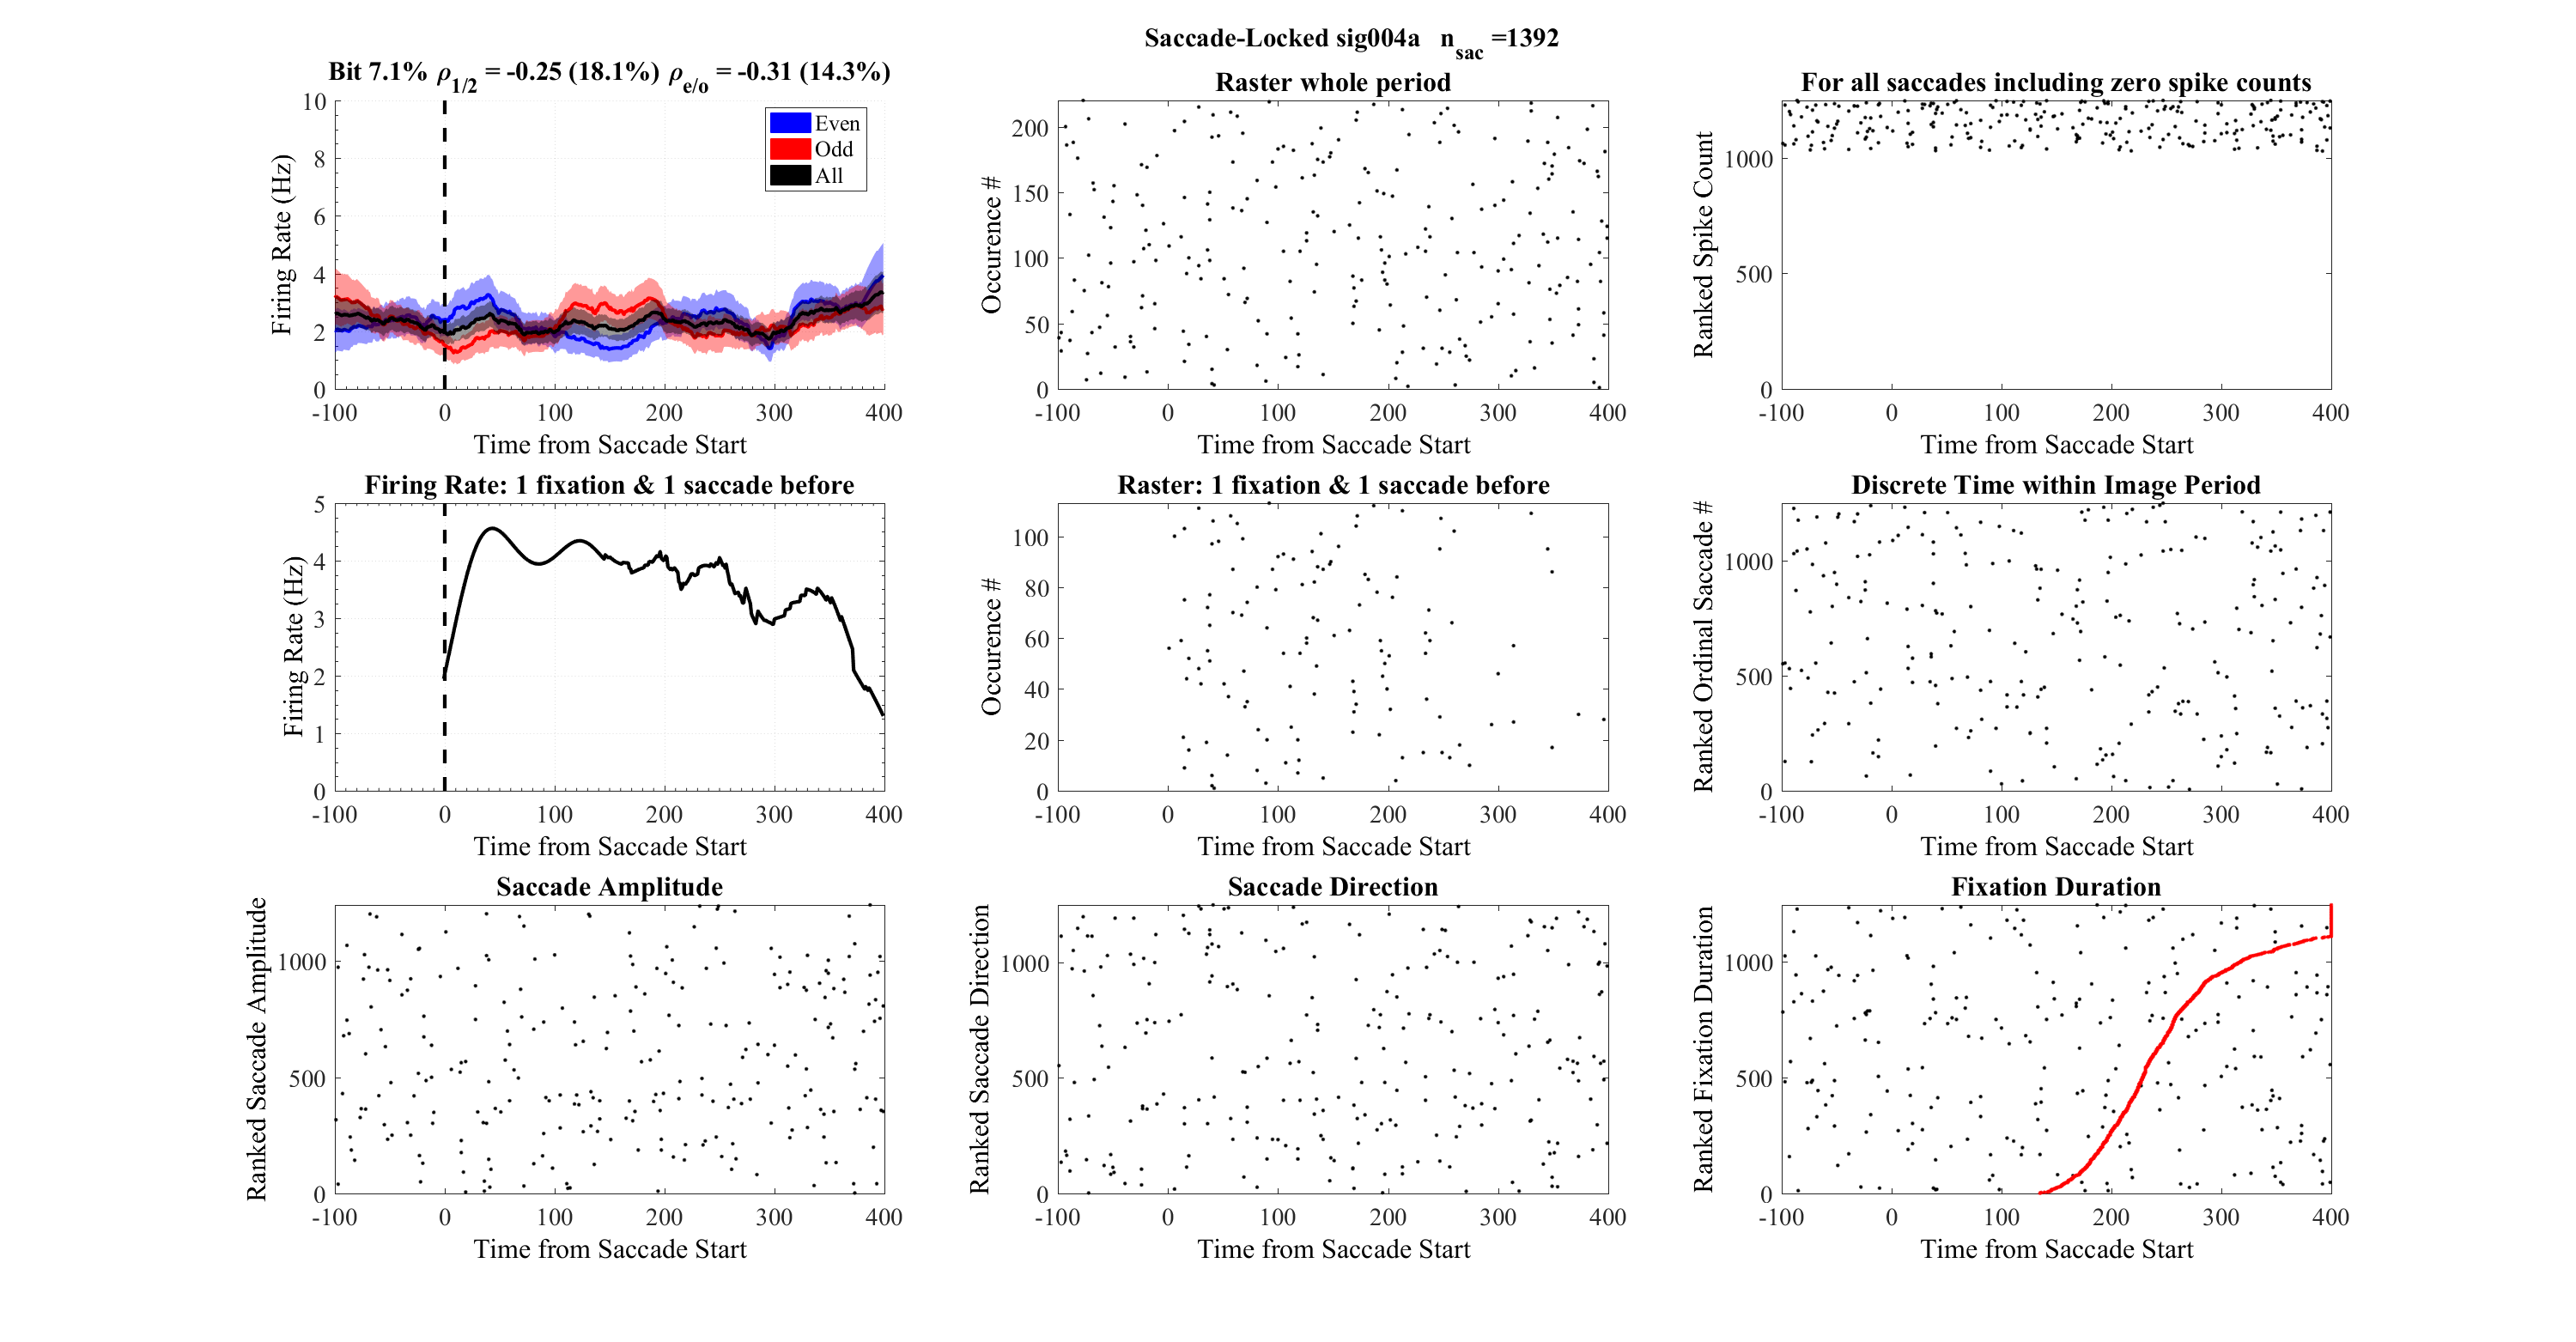 Saccade-Locked sig004a n_sac =1392
Bit 7.1% ρ_1/2 = -0.25 (18.1%) ρ_e/o = -0.31 (14.3%)
10
8
6
4
2
0
Firing Rate (Hz)
Even
Odd
All
-100 0 100 200 300 400
Time from Saccade Start
Raster whole period
200
150
100
50
0
Occurence #
-100 0 100 200 300 400
Time from Saccade Start
For all saccades including zero spike counts
1000
500
0
Ranked Spike Count
-100 0 100 200 300 400
Time from Saccade Start
Firing Rate: 1 fixation & 1 saccade before
5
4
3
2
1
0
Firing Rate (Hz)
-100 0 100 200 300 400
Time from Saccade Start
Raster: 1 fixation & 1 saccade before
100
80
60
40
20
0
Occurence #
-100 0 100 200 300 400
Time from Saccade Start
Discrete Time within Image Period
1000
500
0
Ranked Ordinal Saccade #
-100 0 100 200 300 400
Time from Saccade Start
Saccade Amplitude
1000
500
0
Ranked Saccade Amplitude
-100 0 100 200 300 400
Time from Saccade Start
Saccade Direction
1000
500
0
Ranked Saccade Direction
-100 0 100 200 300 400
Time from Saccade Start
Fixation Duration
1000
500
0
Ranked Fixation Duration
-100 0 100 200 300 400
Time from Saccade Start